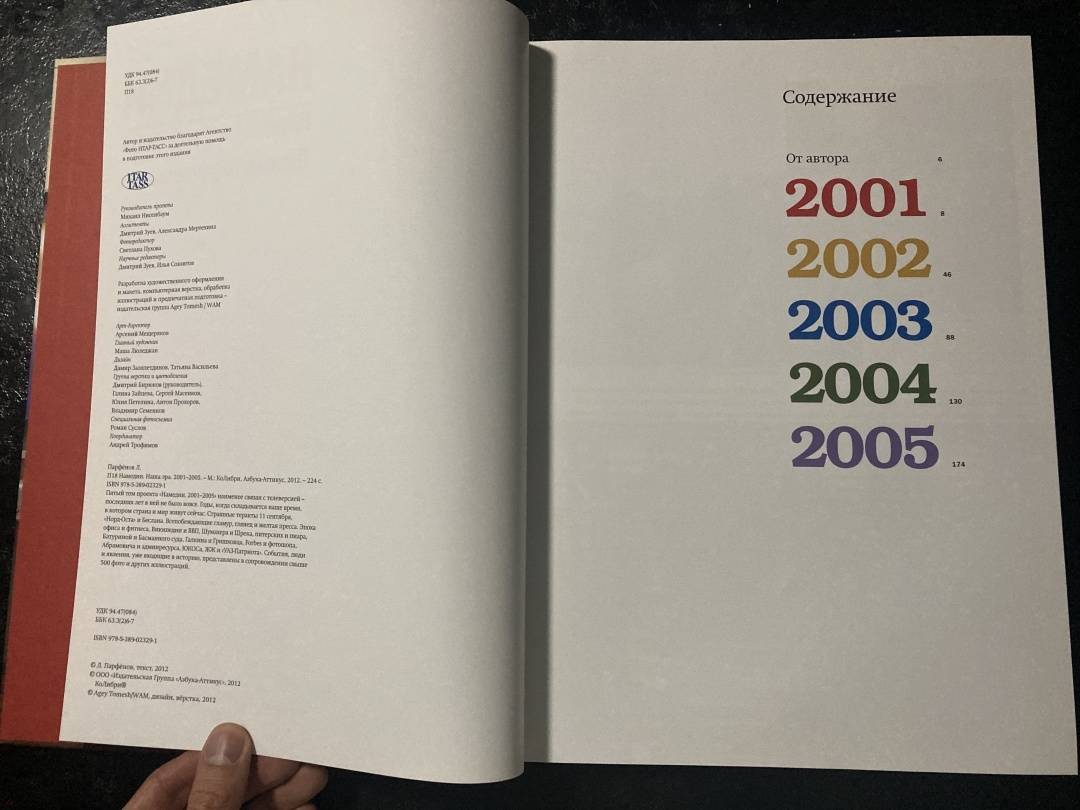 УДК 94.47(084)
ББК 63.3(2)6-7
П18
Автор и издательство благодарят Агентство
«Фото ИТАР-ТАСС» за деятельную помощь
в подготовке этого издания
ITAR
TASS
Руководитель проекта
Михаил Ниссенбаум
Ассистенты
Дмитрий Зуев, Александра Мерченина
Фоторедактор
Светлана Пухова
Научные редакторы
Дмитрий Зуев, Илья
Разработка художественного оформления
и макета, компьютерная верстка, обработка
иллюстраций и предпечатная подготовка –
издательская группа Agey Tomesh / WAM
Арт-директор
Арсений Мещеряков
Главный художник
Маша Люледжан
Дизайн
Дамир Залялетдинов, Татьяна Васильева
Группа верстки и цветоделения
Дмитрий Бирюков (руководитель),
Галина Зайцева, Сергей Масенков,
Юлия Петелина, Антон Прохоров,
Владимир Семенков
Специальная фотосъемка
Роман Суслов
Координатор
Андрей Трофимов
Парфёнов Л.
П18 Намедни. Наша эра. 2001–2005. – М.: КоЛибри, Азбука-Аттикус, 2012. – 224 с.
ISBN 978-5-389-02329-1
Пятый том проекта «Намедни. 2001–2005» наименее связан с телеверсией –
последних лет в ней не было вовсе. Годы, когда складывается наше время,
в котором страна и мир живут сейчас. Страшные теракты 11 сентября,
«Норд-Оста» и Беслана. Всепобеждающие гламур, глянец и желтая пресса. Эпоха
офиса и фитнеса. Википедии и ВВП, Шумахера и Шрека, питерских и пиара,
Батуриной и Басманного суда, Галкина и Гришковца, Forbes и фотошопа,
Абрамовича и админресурса, ЮКОСа, ЖЖ и «УАЗ-Патриота». События, люди
и явления, уже входящие в историю, представлены в сопровождении свыше
500 фото и других иллюстраций.
УДК 94.47(084)
ББК 63.3(2)6-7
ISBN 978-5-389-02329-1
© Л. Парфёнов, текст, 2012
© ООО «Издательская Группа «Азбука-Аттикус», 2012
КоЛибри®
© Agey Tomesh/WAM, дизайн, вёрстка, 2012
Содержание
От автора 6
2001 8
2002 46
2003 88
2004 130
2005 174